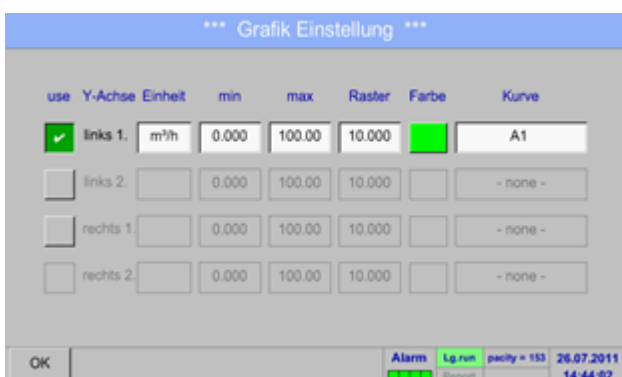 *** Grafik Einstellung ***
use Y-Achse Einheit min max Raster Farbe Kurve
links 1. m³/h 0.000 100.00 10.000 A1
links 2. 0.000 100.00 10.000 - none -
rechts 1. 0.000 100.00 10.000 - none -
rechts 2. 0.000 100.00 10.000 - none -
OK Alarm Lg.run pacity = 153 26.07.2011
14:44:02